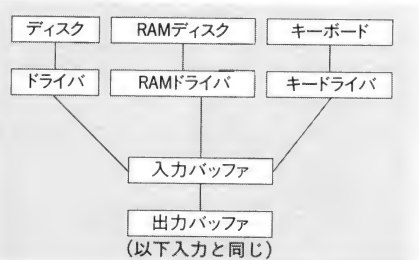 ディスク RAMディスク キーボード
ドライバ RAMドライバ キードライバ
入力バッファ
出力バッファ
(以下入力と同じ)